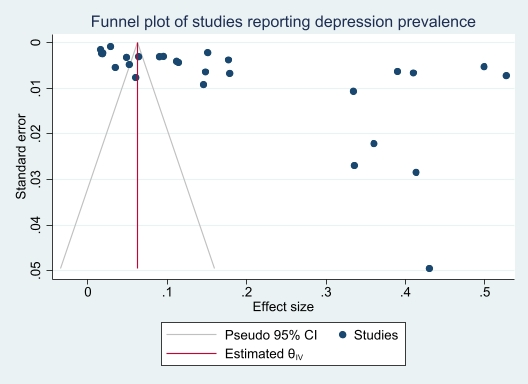 Funnel plot of studies reporting depression prevalence
0
.01
.02
.03
.04
.05
Standard error
0
.1
.2
.3
.4
.5
Effect size
Pseudo 95% CI
Studies
Estimated θIV